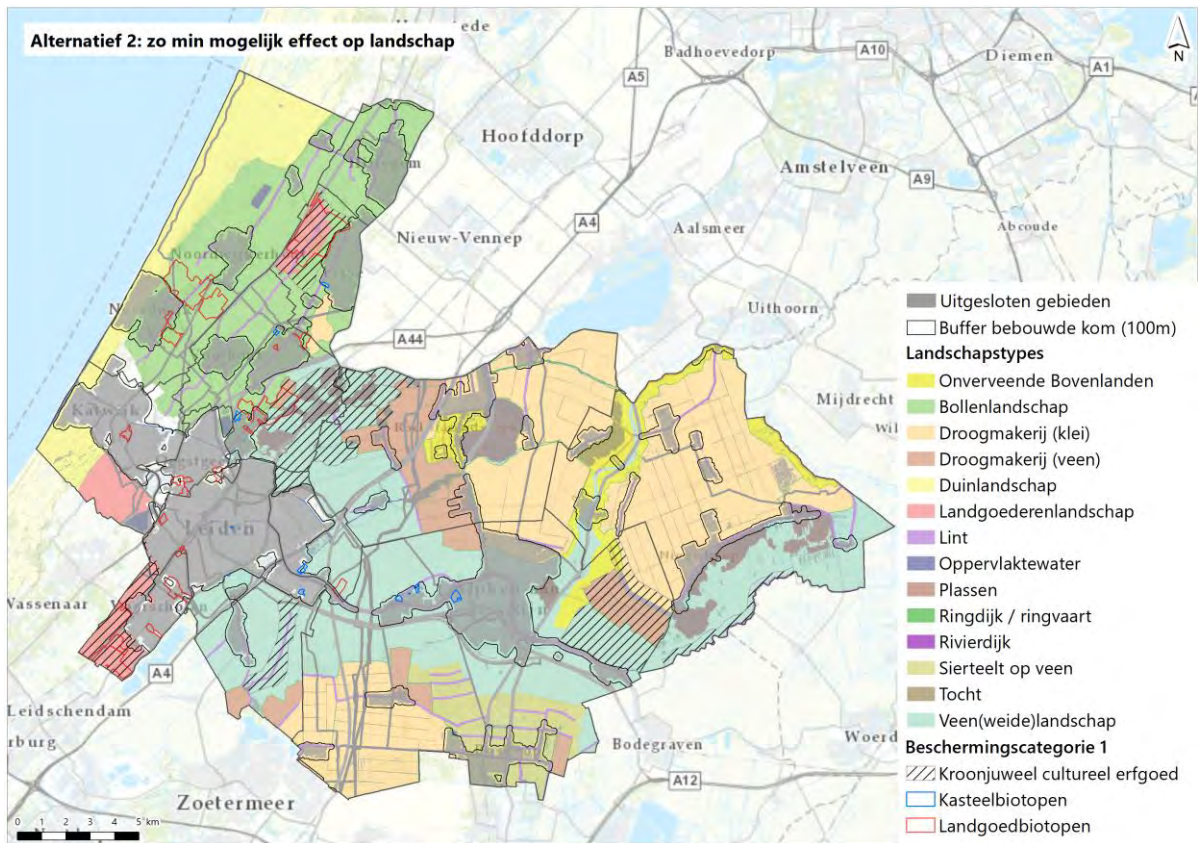 Alternatief 2: zo min mogelijk effect op landschap
Badhoevedorp
A10
Diemen
A1
N
A5
Hoofddorp
Amstelveen
A9
A4
Abcoude
Nieuw-Vennep
Aalsmeer
Uithoorn
A44
Mijdrecht
Katwijk
Leiden
Wassenaar
A4
Leidschendam
Zoetermeer
Bodegraven
A12
0 1 2 3 4 5 km
Uitgesloten gebieden
Buffer bebouwde kom (100m)
Landschapstypes
Onverveende Bovenlanden
Bollenlandschap
Droogmakerij (klei)
Droogmakerij (veen)
Duinlandschap
Landgoederenlandschap
Lint
Oppervlaktewater
Plassen
Ringdijk / ringvaart
Rivierdijk
Sierteelt op veen
Tocht
Veen(weide)landschap
Beschermingscategorie 1
Kroonjuweel cultureel erfgoed
Kasteelbiotopen
Landgoedbiotopen